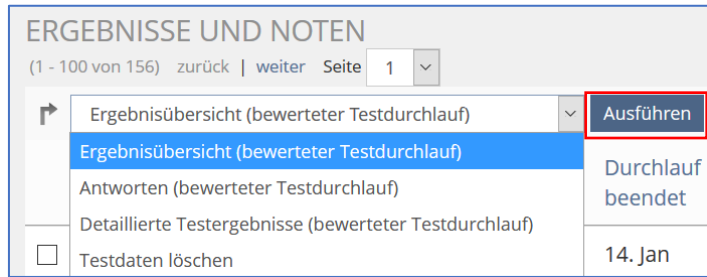 ERGEBNISSE UND NOTEN
(1 - 100 von 156) zurück | weiter Seite 1
Ergebnisübersicht (bewerteter Testdurchlauf) Ausführen
Ergebnisübersicht (bewerteter Testdurchlauf)
Antworten (bewerteter Testdurchlauf)
Detaillierte Testergebnisse (bewerteter Testdurchlauf)
Testdaten löschen
Durchlauf
beendet
14. Jan